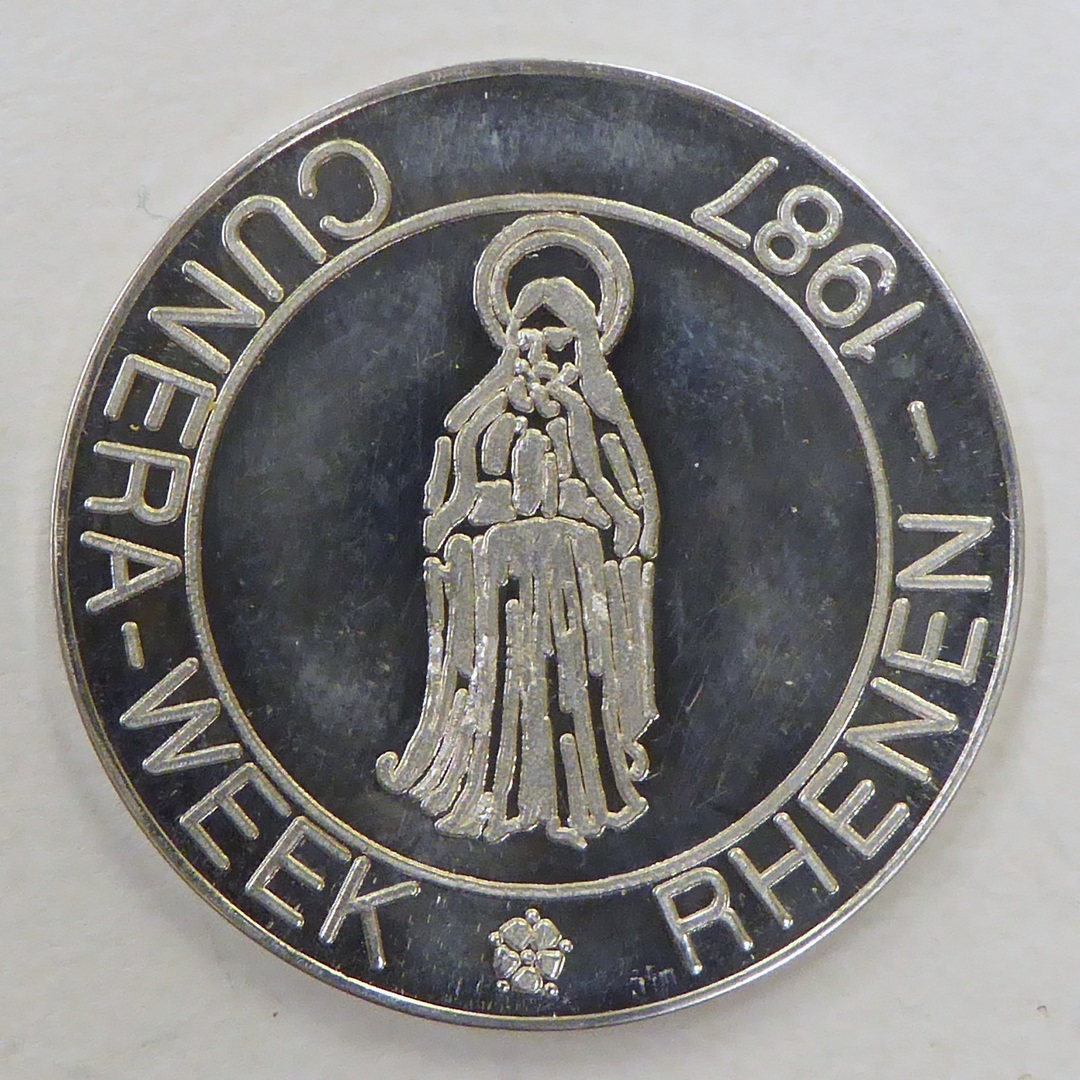 CUNERA-WEEK
RHENEN - 1987